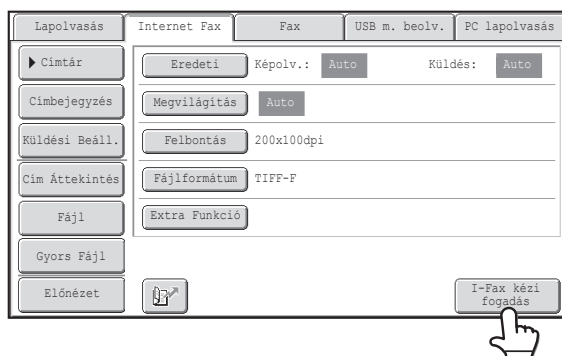 Lapolvasás
Internet Fax
Fax
USB m. beolv.
PC lapolvasás
Címtár
Eredeti
Képolv.:
Auto
Küldés:
Auto
Címbejegyzés
Megvilágítás
Auto
Küldési Beáll.
Felbontás
200x100dpi
Cím Áttekintés
Fájlformátum
TIFF-F
Fájl
Extra Funkció
Gyors Fájl
Előnézet
I-Fax kézi
fogadás